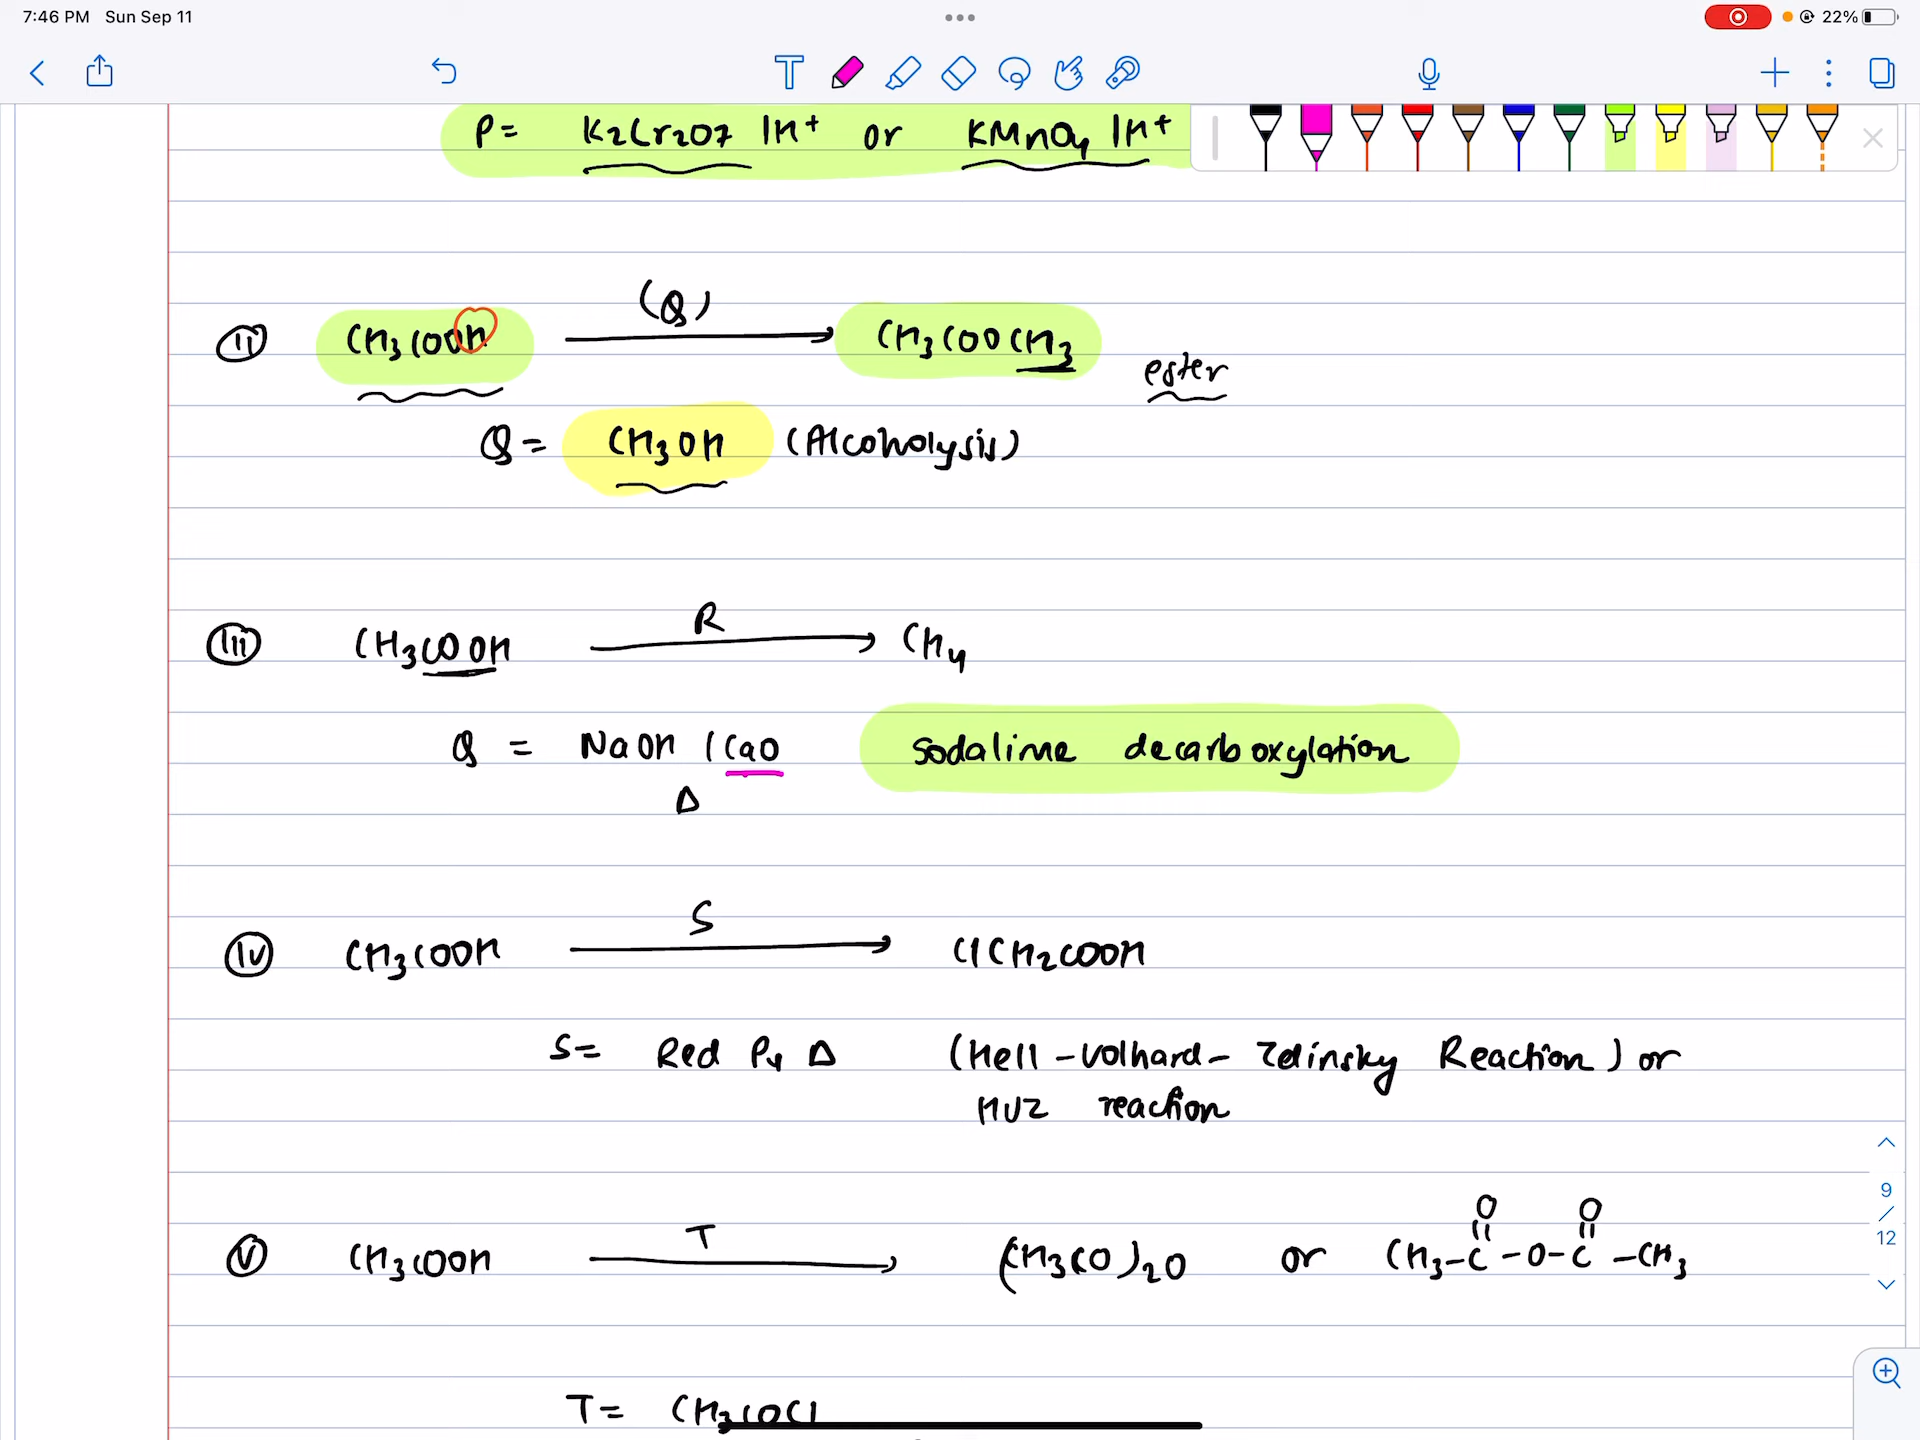 7:46 PM Sun Sep 11
22%
P = K2Cr2O7 | H+ or KMnO4 | H+
(ii) CH3COOH (Q) → CH3COOCH3
ester
Q = CH3OH (Alcoholysis)
(iii) CH3COOH R → CH4
Q = NaOH | CaO sodalime decarboxylation
Δ
(iv) CH3COOH S → ClCH2COOH
S = Red P4 Δ (Hell-Volhard-Zelinsky Reaction) or
HVZ reaction
9
/
12
O O
|| ||
(v) CH3COOH T → (CH3CO)2O or CH3-C-O-C-CH3
T = CH3COCl